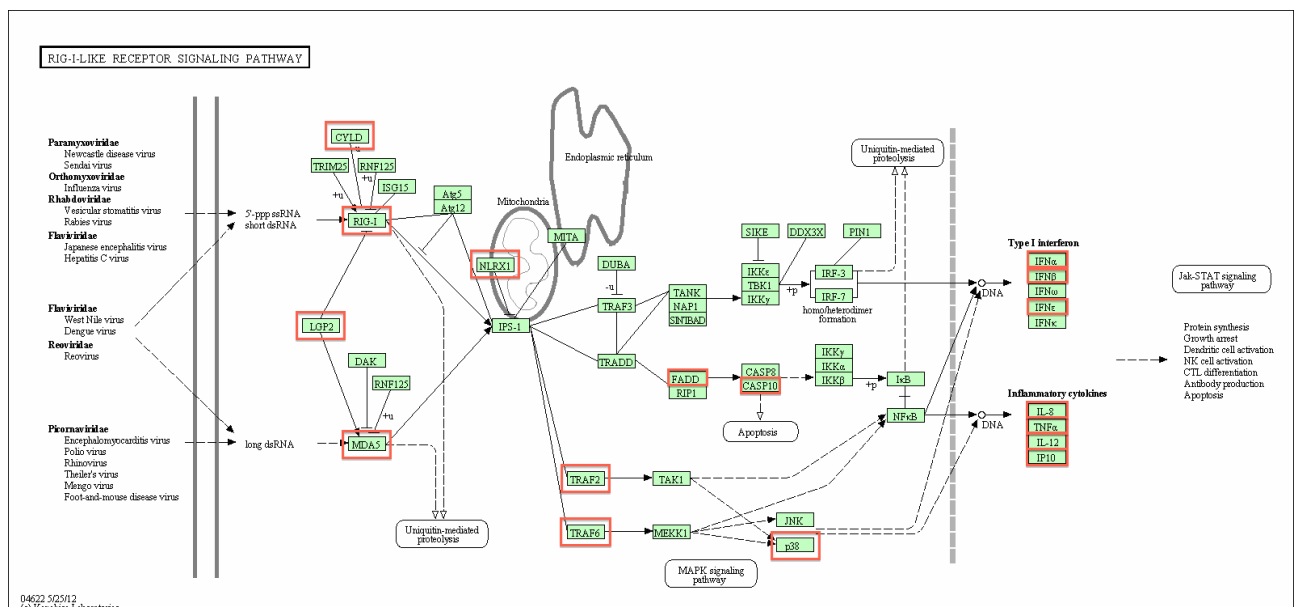 RIG-I-LIKE RECEPTOR SIGNALING PATHWAY
Paramyxoviridae
Newcastle disease virus
Sendai virus
Orthomyxoviridae
Influenza virus
Rhabdoviridae
Vesicular stomatitis virus
Rabies virus
Flaviviridae
Japanese encephalitis virus
Hepatitis C virus
Flaviviridae
West Nile virus
Dengue virus
Reoviridae
Reovirus
Picornaviridae
Encephalomyocarditis virus
Polio virus
Rhinovirus
Theiler's virus
Mengo virus
Foot-and-mouse disease virus
5'-ppp ssRNA
short dsRNA
long dsRNA
CYLD
-u
TRIM25
RNF125
+u
+u
ISG15
RIG-I
Atg5
Atg12
LGP2
DAK
RNF125
+u
MDA5
Uniquitin-mediated
proteolysis
Mitochondria
Endoplasmic reticulum
NLRX1
MITA
IPS-1
DUBA
-u
TRAF3
TRADD
TANK
NAP1
SINTBAD
FADD
RIP1
SIKE
DDX3X
PIN1
IKKε
TBK1
IKKγ
+p
IRF-3
IRF-7
homo/heterodimer
formation
Uniquitin-mediated
proteolysis
CASP8
CASP10
Apoptosis
IKKγ
IKKα
IKKβ
+p
IκB
NFκB
TRAF2
TAK1
TRAF6
MEKK1
JNK
p38
MAPK signaling
pathway
DNA
DNA
Type I interferon
IFNα
IFNβ
IFNω
IFNε
IFNκ
Inflammatory cytokines
IL-8
TNFα
IL-12
IP10
Jak-STAT signaling
pathway
Protein synthesis
Growth arrest
Dendritic cell activation
NK cell activation
CTL differentiation
Antibody production
Apoptosis
04622 5/25/12